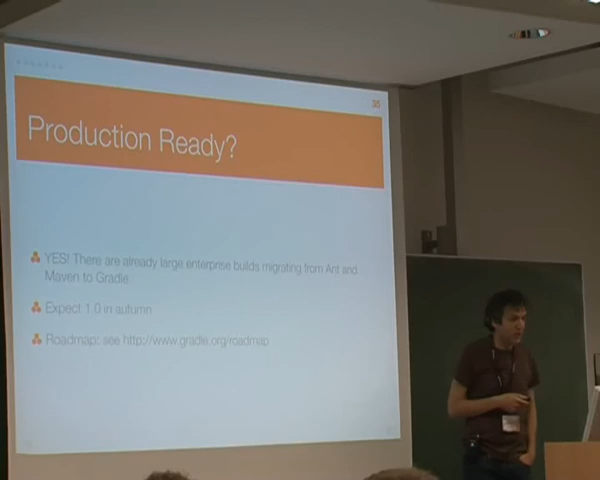 35
Production Ready?
YES! There are already large enterprise builds migrating from Ant and
Maven to Gradle
Expect 1.0 in autumn
Roadmap: see http://www.gradle.org/roadmap